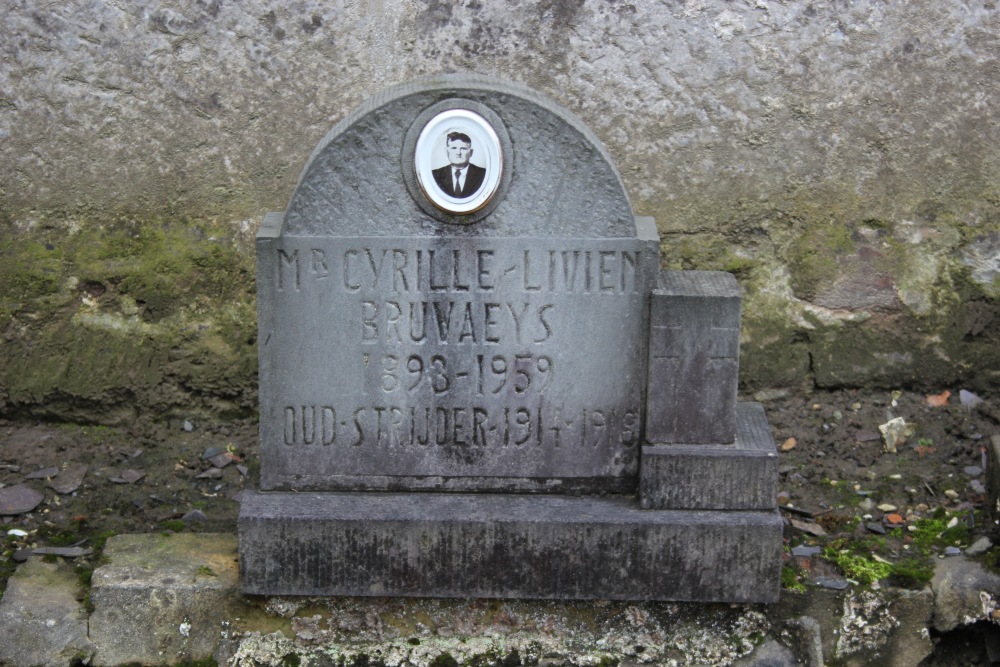 MR CYRILLE-LIVIEN
BRUVAEYS
1893-1959
OUD-STRIJDER-1914-1918